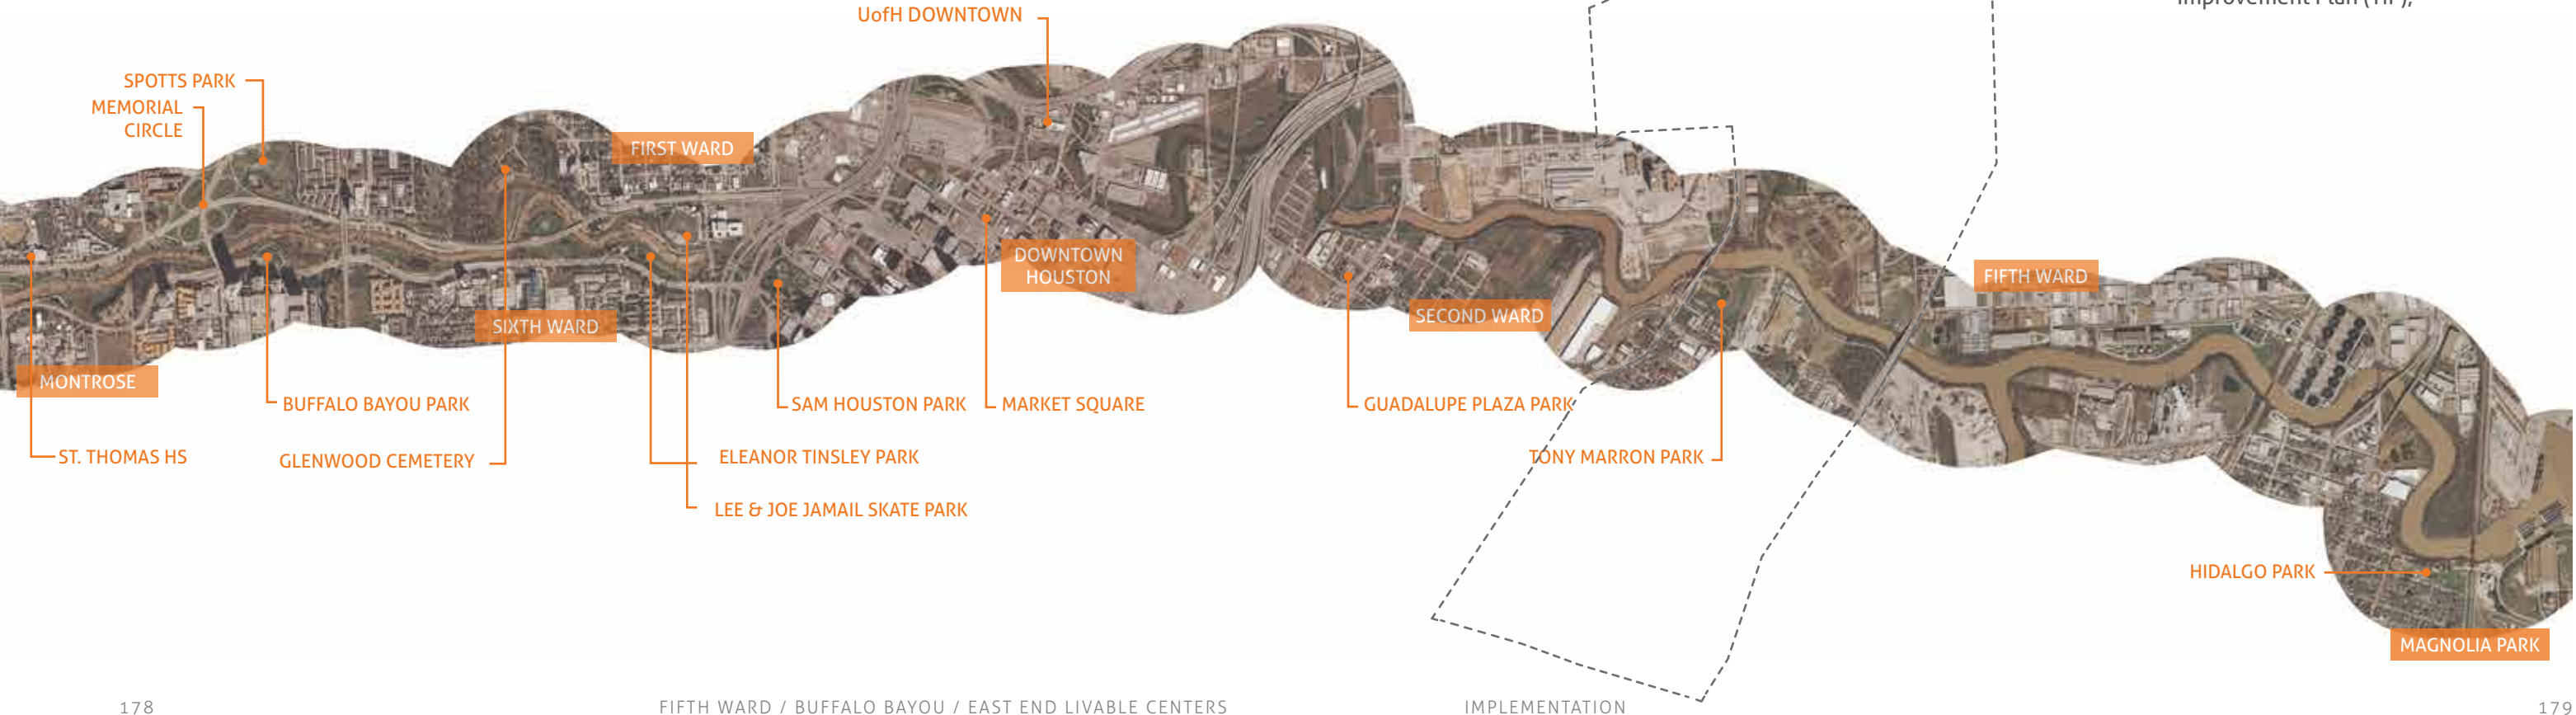 Improvement Plan (TIP),
UofH DOWNTOWN
SPOTTS PARK
MEMORIAL
CIRCLE
FIRST WARD
DOWNTOWN
HOUSTON
FIFTH WARD
SECOND WARD
SIXTH WARD
MONTROSE
BUFFALO BAYOU PARK
SAM HOUSTON PARK
MARKET SQUARE
GUADALUPE PLAZA PARK
ST. THOMAS HS
GLENWOOD CEMETERY
ELEANOR TINSLEY PARK
TONY MARRON PARK
LEE & JOE JAMAIL SKATE PARK
HIDALGO PARK
MAGNOLIA PARK
178
FIFTH WARD / BUFFALO BAYOU / EAST END LIVABLE CENTERS
IMPLEMENTATION
179